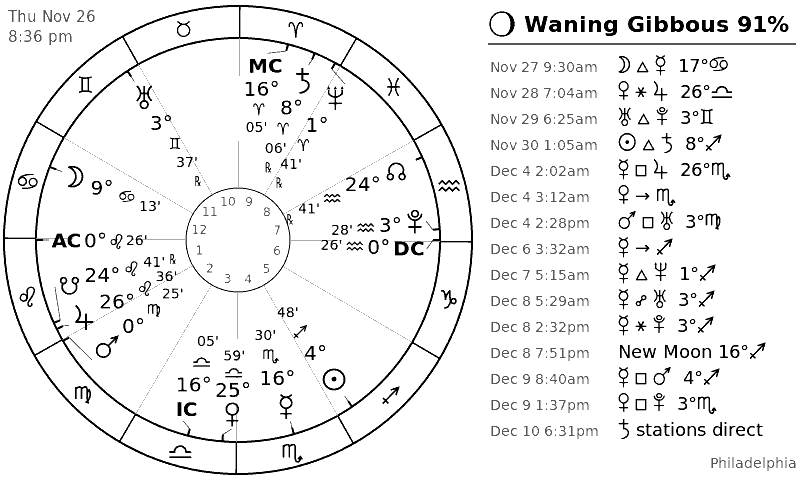 Thu Nov 26
8:36 pm
Waning Gibbous 91%
♉ ♈
♊ ♓
♋ ♒
♌ ♑
♍ ♐
♎ ♏
MC
16°
♈
05'
♄
8°
♈
06'
℞
♆
1°
♈
41'
℞
♅
3°
♊
37'
℞
☽ 9° ♋ 13'
AC 0° ♌ 26'
☋ 24° ♌ 41' ℞
♃ 26° ♌ 36'
♂ 0° ♍ 25'
☊ 24° ♒ 41' ℞
28' ♒ 3° ♇
26' ♒ 0° DC
05'
♎
16°
IC
59'
♎
25°
♀
30'
♏
16°
☿
48'
♐
4°
☉
10 9
11 8
12 7
1 6
2 5
3 4
Nov 27 9:30am ☽ △ ☿ 17°♋
Nov 28 7:04am ♀ ⚹ ♃ 26°♎
Nov 29 6:25am ♅ △ ♇ 3°♊
Nov 30 1:05am ☉ △ ♄ 8°♐
Dec 4 2:02am ☿ □ ♃ 26°♏
Dec 4 3:12am ♀ → ♏
Dec 4 2:28pm ♂ □ ♅ 3°♍
Dec 6 3:32am ☿ → ♐
Dec 7 5:15am ☿ △ ♆ 1°♐
Dec 8 5:29am ☿ ☍ ♅ 3°♐
Dec 8 2:32pm ☿ ⚹ ♇ 3°♐
Dec 8 7:51pm New Moon 16°♐
Dec 9 8:40am ☿ □ ♂ 4°♐
Dec 9 1:37pm ♀ □ ♇ 3°♏
Dec 10 6:31pm ♄ stations direct
Philadelphia